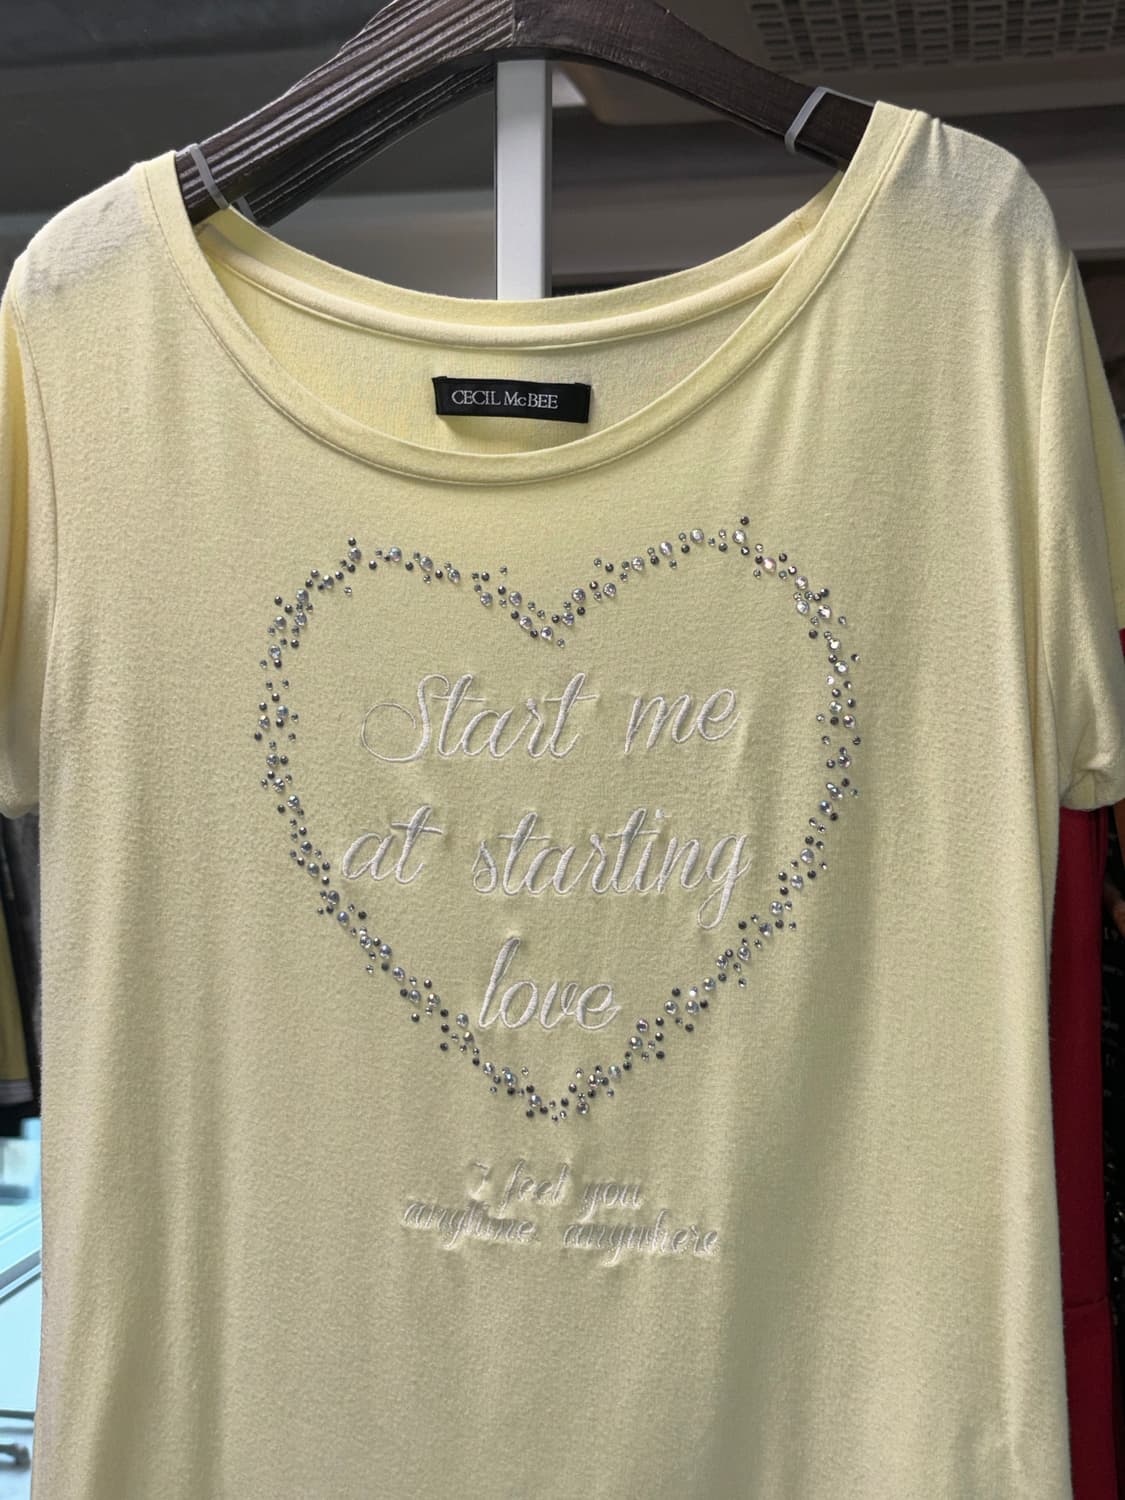 CECIL McBEE
Start me
at starting
love
I feel you
anytime. anywhere